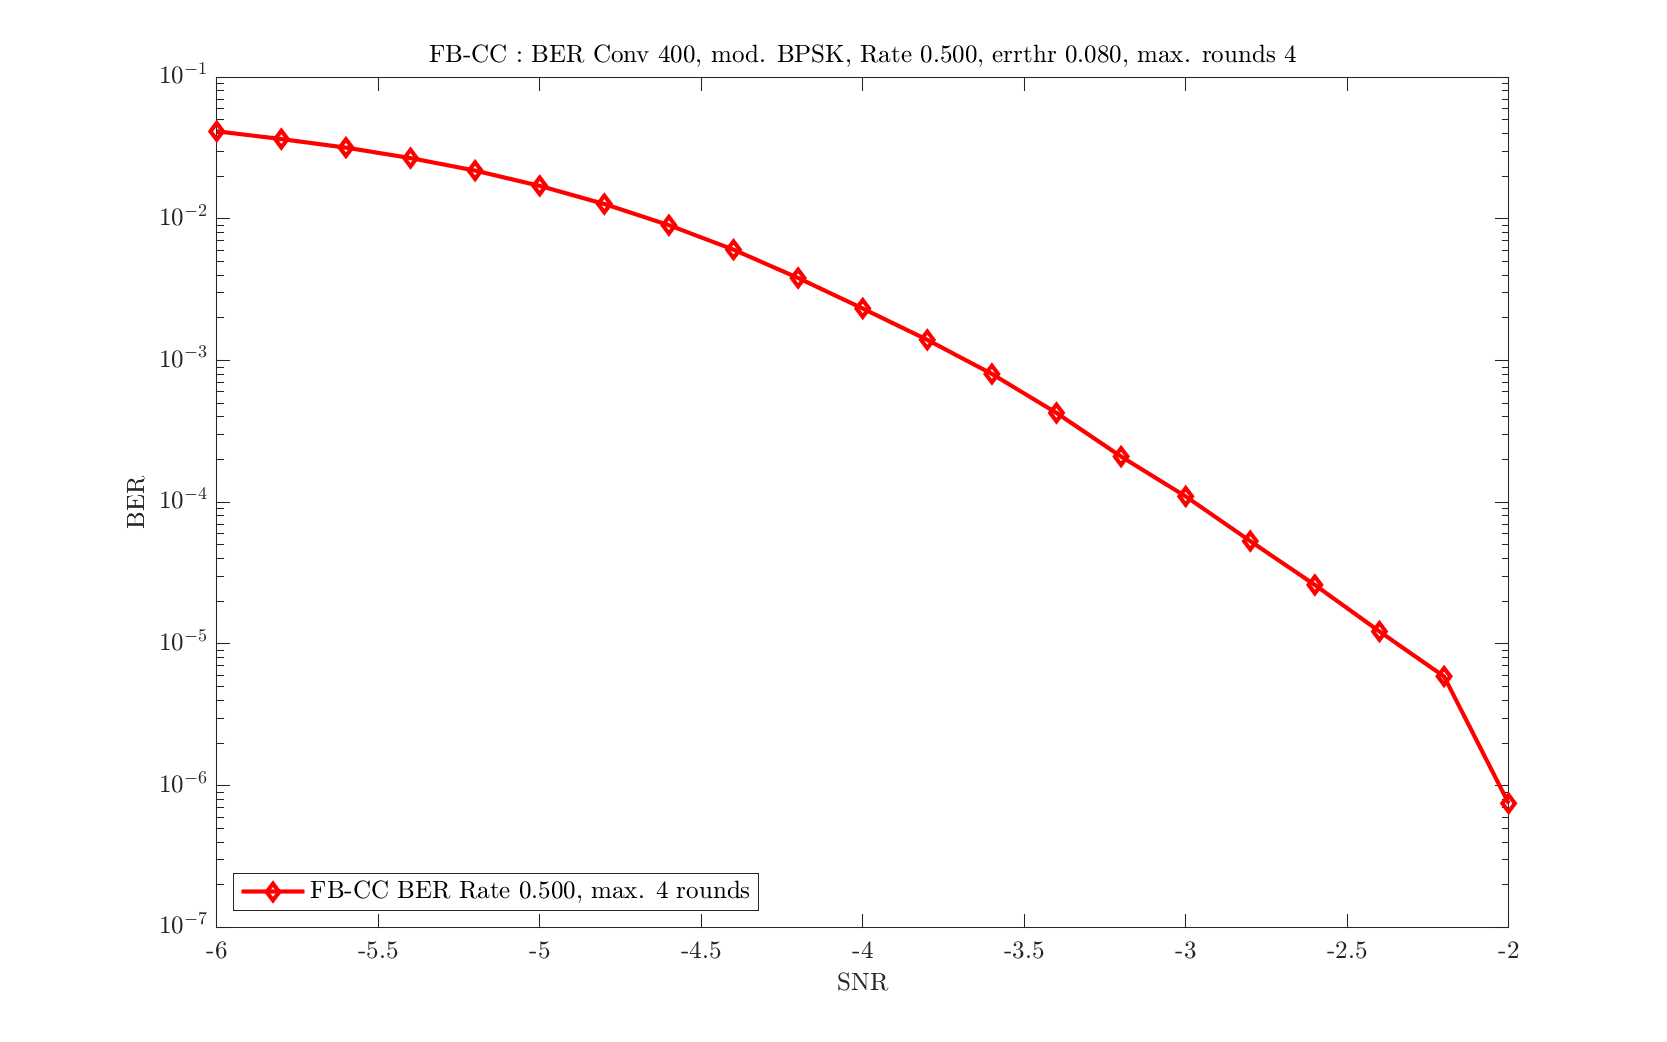 FB-CC : BER Conv 400, mod. BPSK, Rate 0.500, errthr 0.080, max. rounds 4
10^{-1}
10^{-2}
10^{-3}
10^{-4}
10^{-5}
10^{-6}
10^{-7}
BER
FB-CC BER Rate 0.500, max. 4 rounds
-6 -5.5 -5 -4.5 -4 -3.5 -3 -2.5 -2
SNR